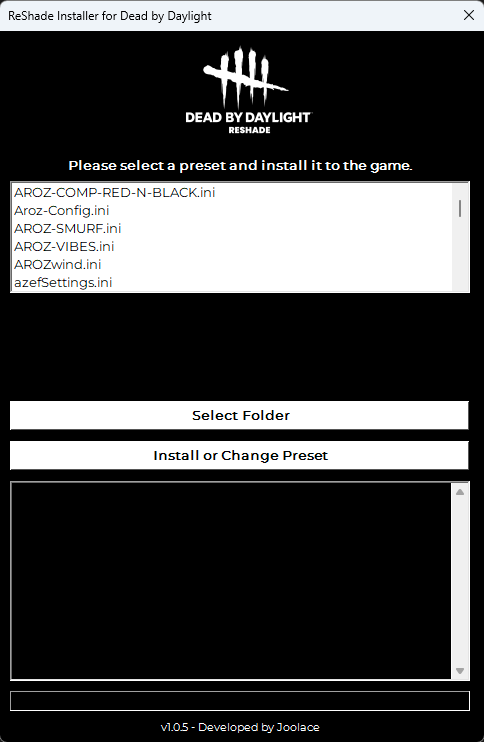 ReShade Installer for Dead by Daylight
DEAD BY DAYLIGHT
RESHADE
Please select a preset and install it to the game.
AROZ-COMP-RED-N-BLACK.ini
Aroz-Config.ini
AROZ-SMURF.ini
AROZ-VIBES.ini
AROZwind.ini
azefSettings.ini
Select Folder
Install or Change Preset
v1.0.5 - Developed by Joolace